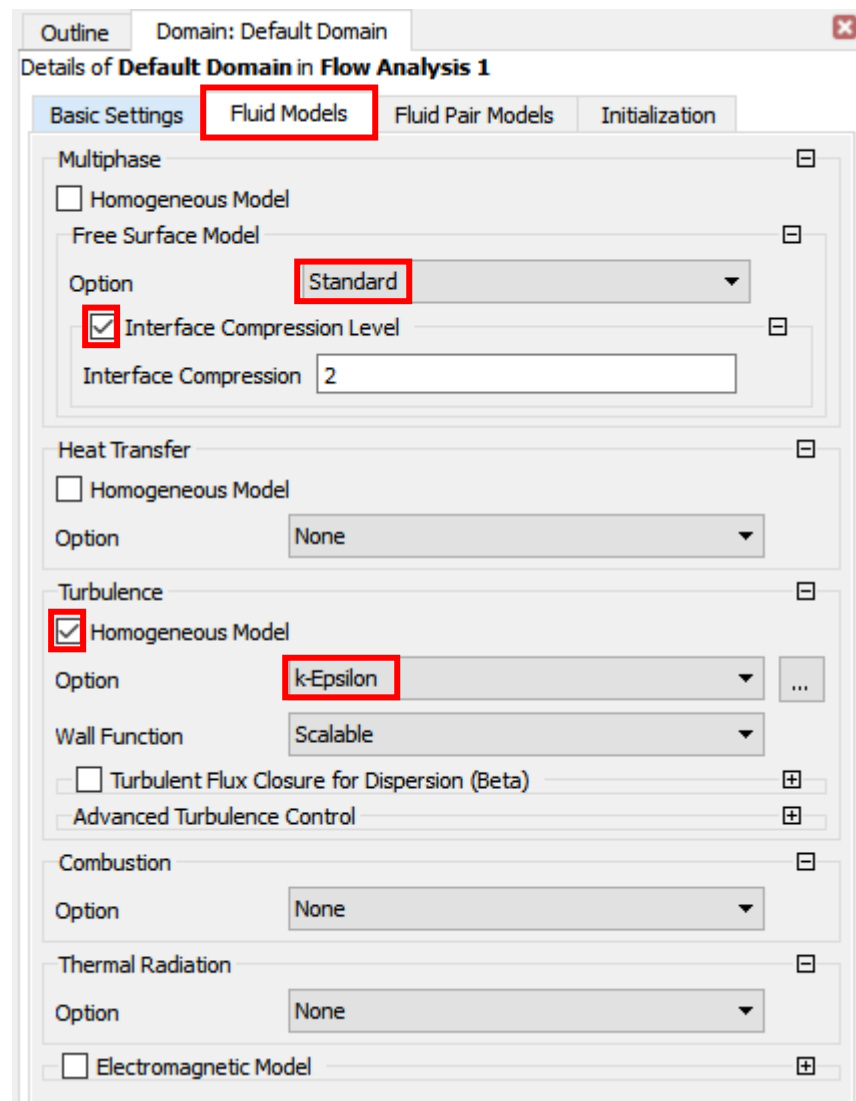 Outline Domain: Default Domain
Details of Default Domain in Flow Analysis 1
Basic Settings Fluid Models Fluid Pair Models Initialization
Multiphase
Homogeneous Model
Free Surface Model
Option Standard
Interface Compression Level
Interface Compression 2
Heat Transfer
Homogeneous Model
Option None
Turbulence
Homogeneous Model
Option k-Epsilon ...
Wall Function Scalable
Turbulent Flux Closure for Dispersion (Beta)
Advanced Turbulence Control
Combustion
Option None
Thermal Radiation
Option None
Electromagnetic Model